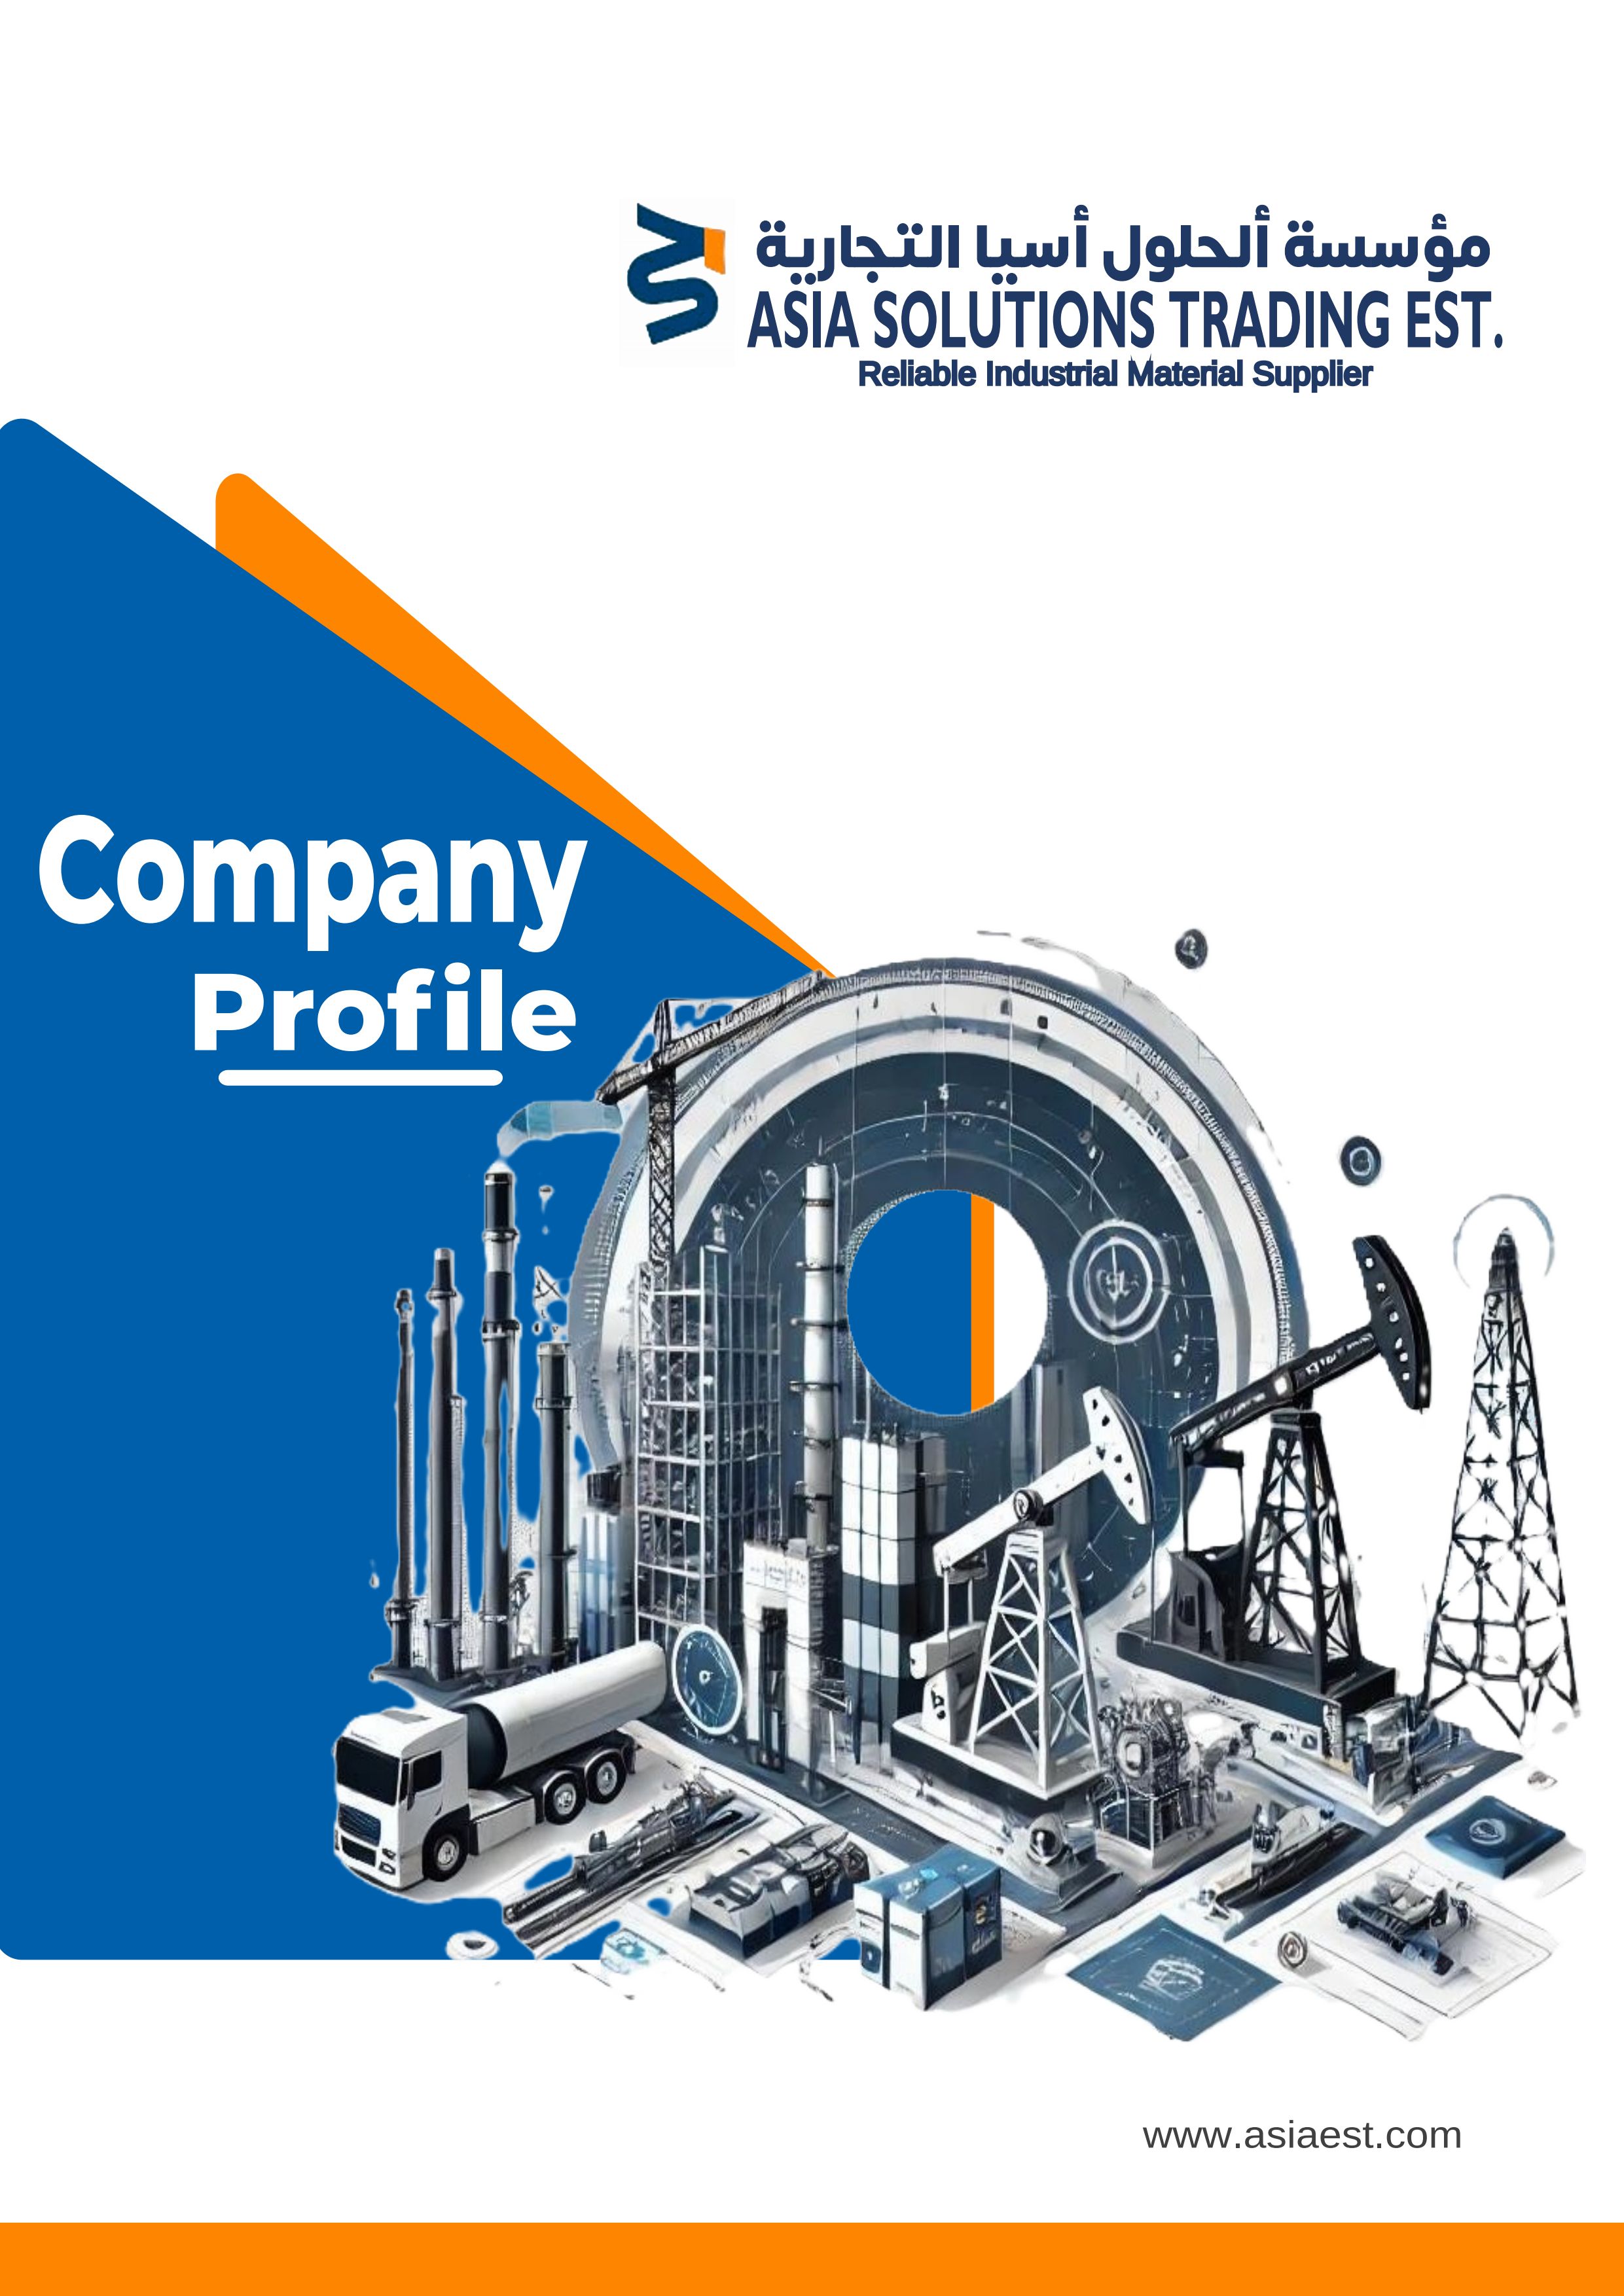 مؤسسة ألحلول أسيا التجارية
ASIA SOLUTIONS TRADING EST.
Reliable Industrial Material Supplier
Company
Profile
www.asiaest.com